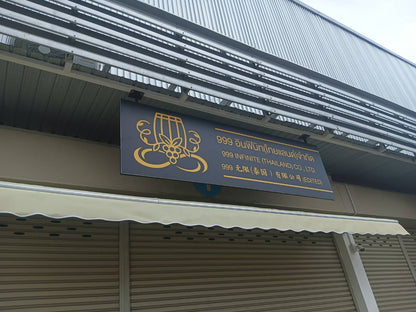 999 อินฟินิท(ไทยแลนด์)จำกัด
999 INFINITE (THAILAND) CO., LTD
999 无限(泰国)有限公司 (EDITED)